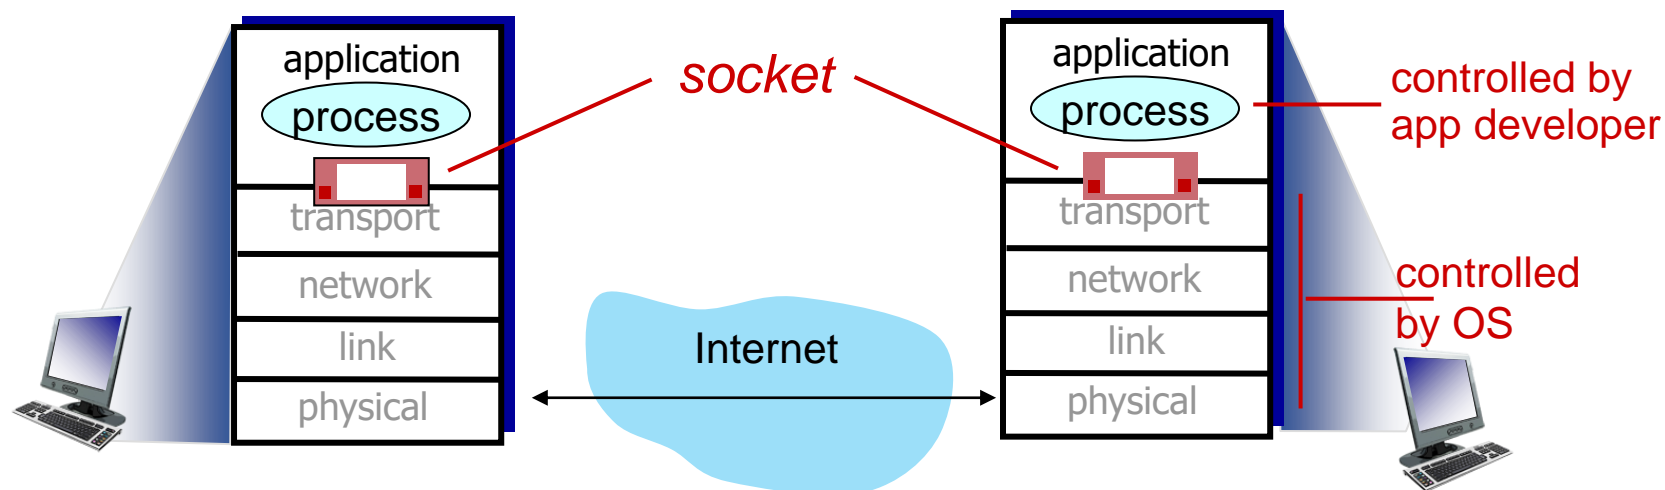 application
process
transport
network
link
physical
socket
Internet
application
process
transport
network
link
physical
controlled by
app developer
controlled
by OS